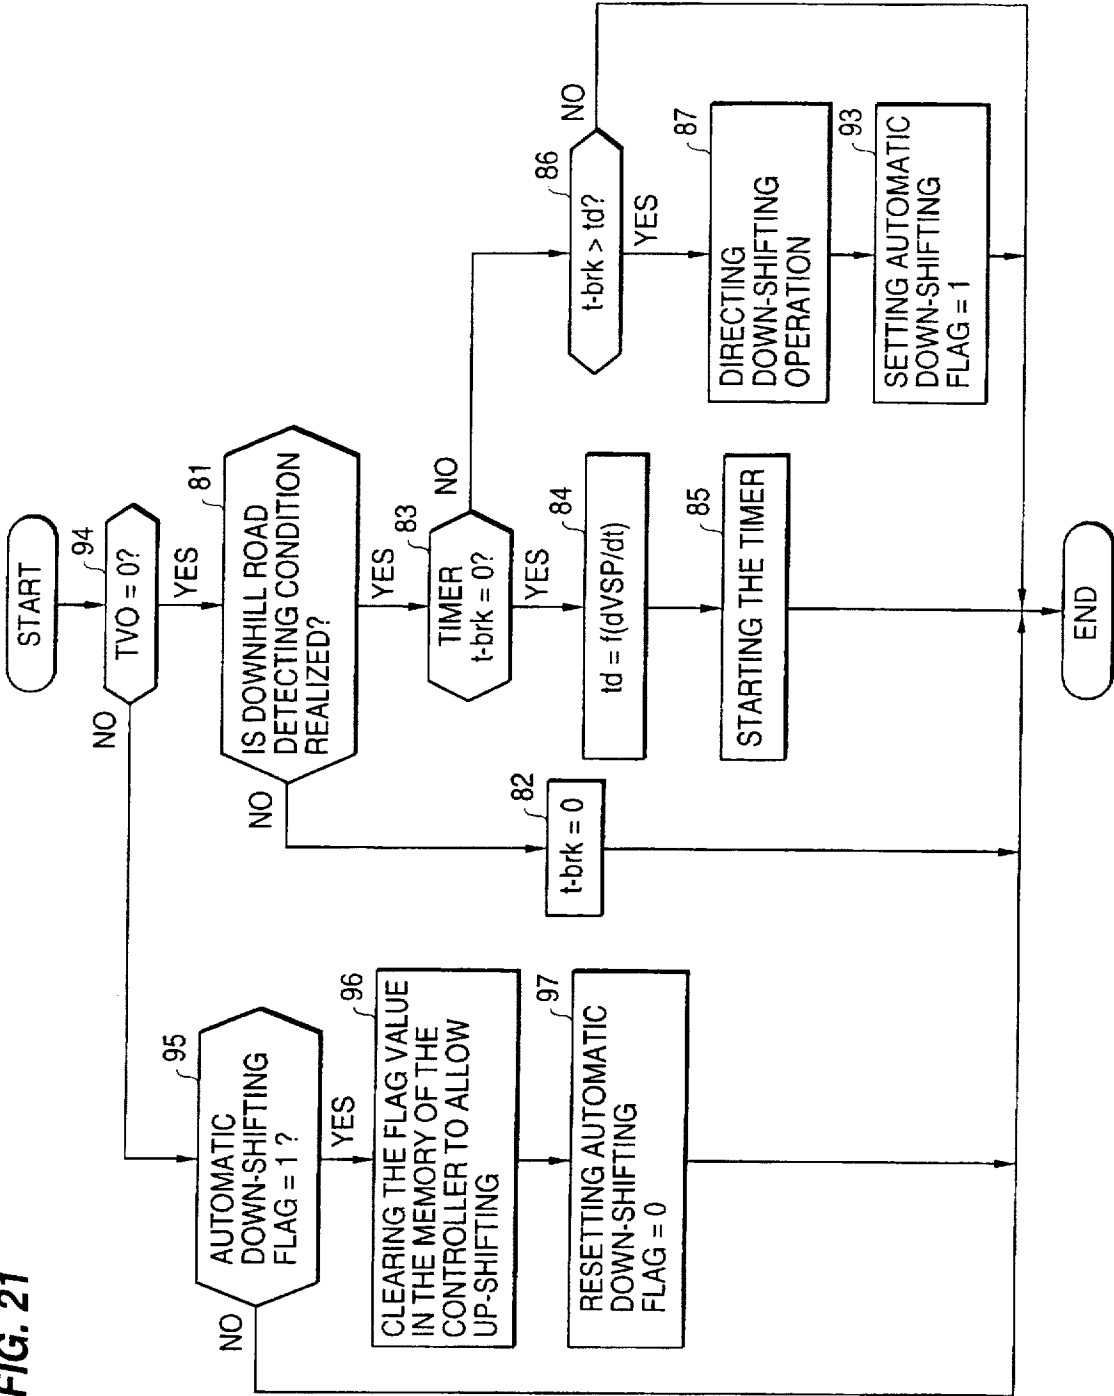 FIG. 21
START
94
TVO = 0?
NO
YES
95
AUTOMATIC
DOWN-SHIFTING
FLAG = 1?
NO
YES
96
CLEARING THE FLAG VALUE
IN THE MEMORY OF THE
CONTROLLER TO ALLOW
UP-SHIFTING
97
RESETTING AUTOMATIC
DOWN-SHIFTING
FLAG = 0
81
IS DOWNHILL ROAD
DETECTING CONDITION
REALIZED?
NO
YES
82
t-brk = 0
83
TIMER
t-brk = 0?
NO
YES
84
td = f(dVSP/dt)
85
STARTING THE TIMER
86
t-brk > td?
NO
YES
87
DIRECTING
DOWN-SHIFTING
OPERATION
93
SETTING AUTOMATIC
DOWN-SHIFTING
FLAG = 1
END